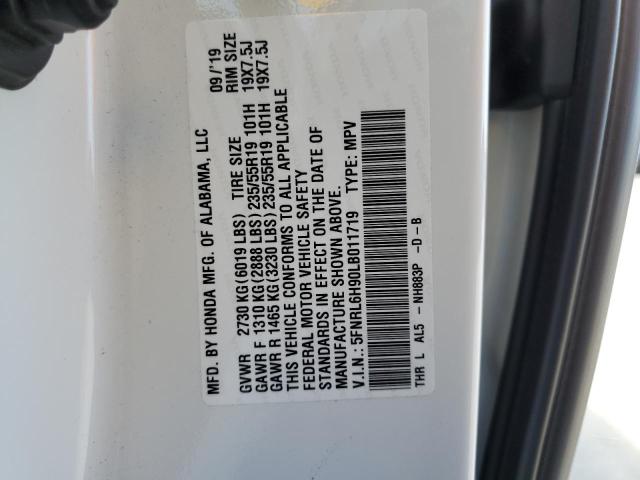 MFD. BY HONDA MFG. OF ALABAMA, LLC 09/'19
GVWR 2730 KG (6019 LBS) TIRE SIZE RIM SIZE
GAWR F 1310 KG (2888 LBS) 235/55R19 101H 19X7.5J
GAWR R 1465 KG (3230 LBS) 235/55R19 101H 19X7.5J
THIS VEHICLE CONFORMS TO ALL APPLICABLE
FEDERAL MOTOR VEHICLE SAFETY
STANDARDS IN EFFECT ON THE DATE OF
MANUFACTURE SHOWN ABOVE.
V.I.N.: 5FNRL6H90LB011719 TYPE: MPV
THR L AL5 - NH883P -D-B